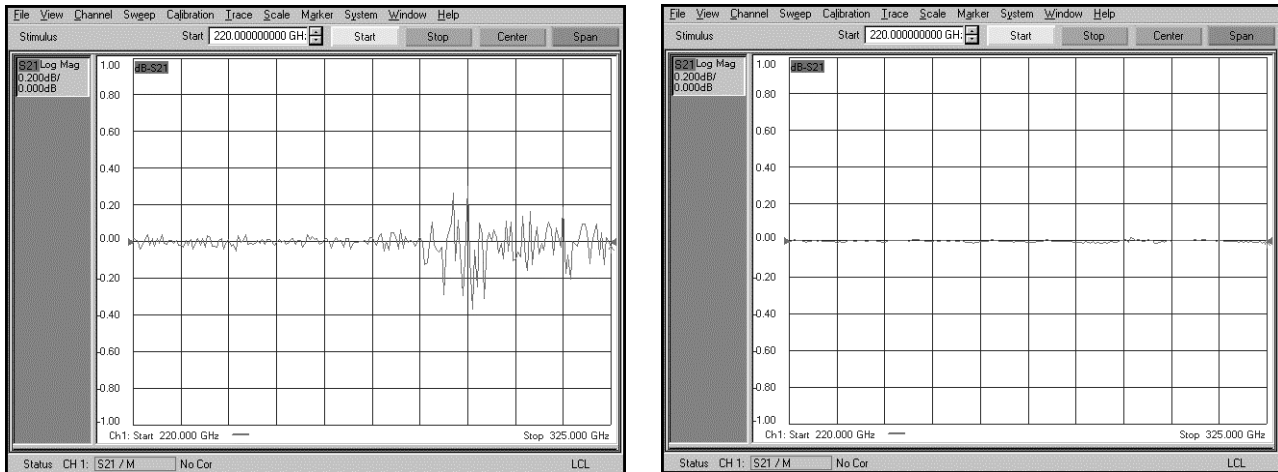 File View Channel Sweep Calibration Trace Scale Marker System Window Help
Stimulus Start 220.000000000 GH: Start Stop Center Span
S21 Log Mag
0.200dB/
0.000dB
dB-S21
1.00
0.80
0.60
0.40
0.20
0.00
-0.20
-0.40
-0.60
-0.80
-1.00
Ch1: Start 220.000 GHz Stop 325.000 GHz
Status CH 1: S21 / M No Cor LCL
File View Channel Sweep Calibration Trace Scale Marker System Window Help
Stimulus Start 220.000000000 GH: Start Stop Center Span
S21 Log Mag
0.200dB/
0.000dB
dB-S21
1.00
0.80
0.60
0.40
0.20
0.00
-0.20
-0.40
-0.60
-0.80
-1.00
Ch1: Start 220.000 GHz Stop 325.000 GHz
Status CH 1: S21 / M No Cor LCL